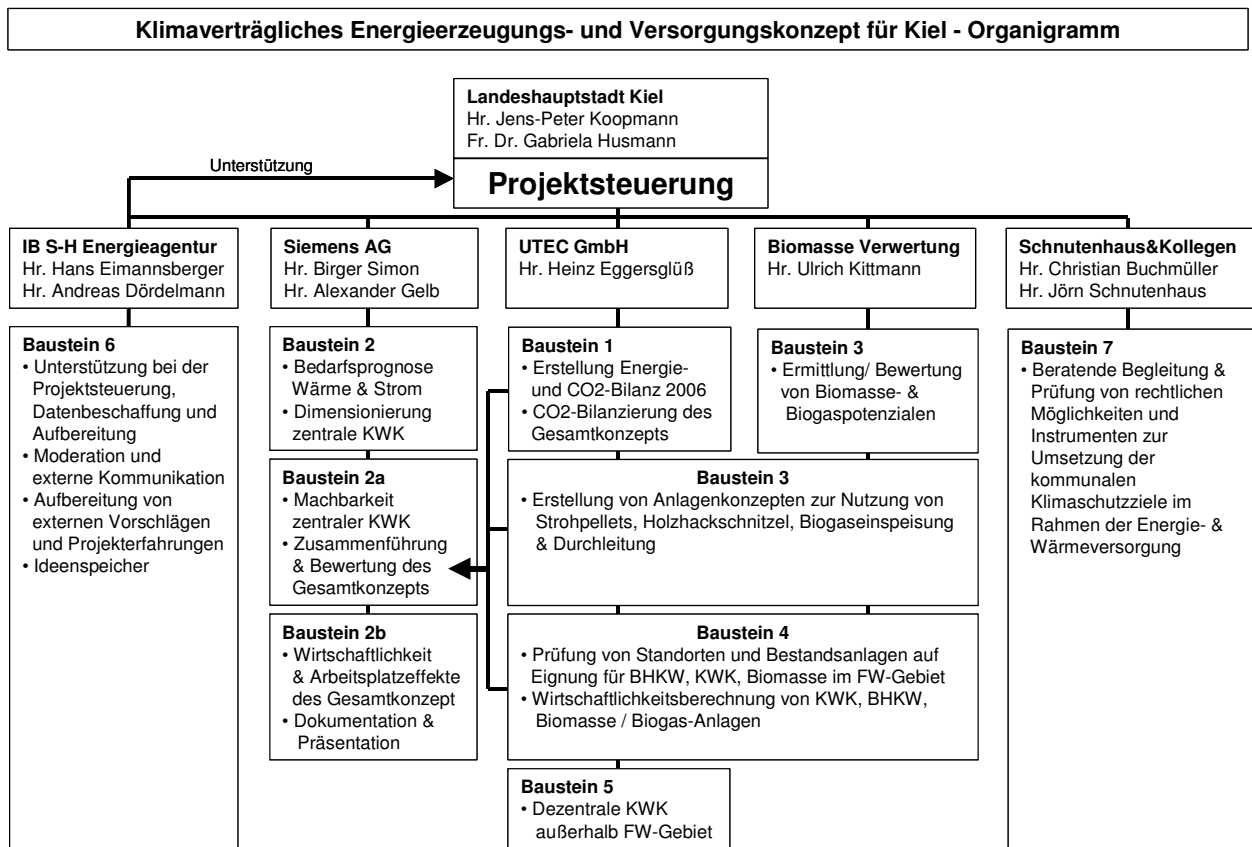 Klimaverträgliches Energieerzeugungs- und Versorgungskonzept für Kiel - Organigramm
Landeshauptstadt Kiel
Hr. Jens-Peter Koopmann
Fr. Dr. Gabriela Husmann
Unterstützung
Projektsteuerung
IB S-H Energieagentur
Hr. Hans Eimannsberger
Hr. Andreas Dördelmann
Siemens AG
Hr. Birger Simon
Hr. Alexander Gelb
UTEC GmbH
Hr. Heinz Eggersglüß
Biomasse Verwertung
Hr. Ulrich Kittmann
Schnutenhaus&Kollegen
Hr. Christian Buchmüller
Hr. Jörn Schnutenhaus
Baustein 6
• Unterstützung bei der
Projektsteuerung,
Datenbeschaffung und
Aufbereitung
• Moderation und
externe Kommunikation
• Aufbereitung von
externen Vorschlägen
und Projekterfahrungen
• Ideenspeicher
Baustein 2
• Bedarfsprognose
Wärme & Strom
• Dimensionierung
zentrale KWK
Baustein 2a
• Machbarkeit
zentraler KWK
• Zusammenführung
& Bewertung des
Gesamtkonzepts
Baustein 2b
• Wirtschaftlichkeit
& Arbeitsplatzeffekte
des Gesamtkonzept
• Dokumentation &
Präsentation
Baustein 1
• Erstellung Energie-
und CO2-Bilanz 2006
• CO2-Bilanzierung des
Gesamtkonzepts
Baustein 3
• Ermittlung/ Bewertung
von Biomasse- &
Biogaspotenzialen
Baustein 3
• Erstellung von Anlagenkonzepten zur Nutzung von
Strohpellets, Holzhackschnitzel, Biogaseinspeisung
& Durchleitung
Baustein 4
• Prüfung von Standorten und Bestandsanlagen auf
Eignung für BHKW, KWK, Biomasse im FW-Gebiet
• Wirtschaftlichkeitsberechnung von KWK, BHKW,
Biomasse / Biogas-Anlagen
Baustein 5
• Dezentrale KWK
außerhalb FW-Gebiet
Baustein 7
• Beratende Begleitung &
Prüfung von rechtlichen
Möglichkeiten und
Instrumenten zur
Umsetzung der
kommunalen
Klimaschutzziele im
Rahmen der Energie- &
Wärmeversorgung